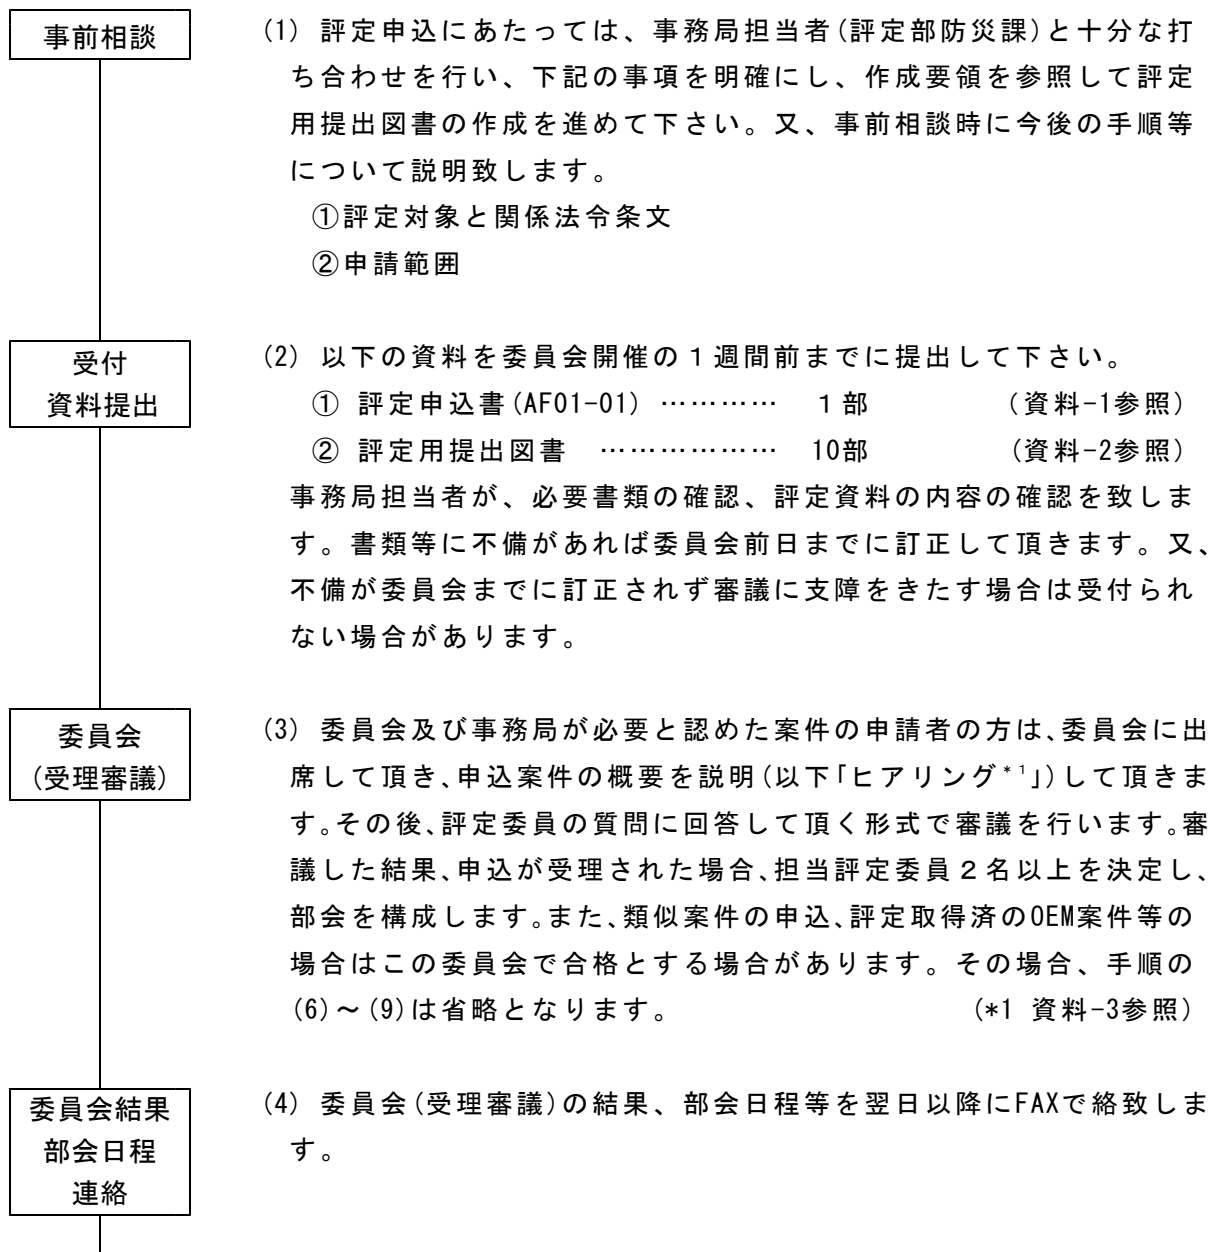 事前相談
(1) 評定申込にあたっては、事務局担当者(評定部防災課)と十分な打
ち合わせを行い、下記の事項を明確にし、作成要領を参照して評定
用提出図書の作成を進めて下さい。又、事前相談時に今後の手順等
について説明致します。
①評定対象と関係法令条文
②申請範囲
受付
資料提出
(2) 以下の資料を委員会開催の１週間前までに提出して下さい。
① 評定申込書(AF01-01) ………… １部 (資料-1参照)
② 評定用提出図書 …………… 10部 (資料-2参照)
事務局担当者が、必要書類の確認、評定資料の内容の確認を致しま
す。書類等に不備があれば委員会前日までに訂正して頂きます。又、
不備が委員会までに訂正されず審議に支障をきたす場合は受付られ
ない場合があります。
委員会
(受理審議)
(3) 委員会及び事務局が必要と認めた案件の申請者の方は、委員会に出
席して頂き、申込案件の概要を説明(以下「ヒアリング*1」)して頂きま
す。その後、評定委員の質問に回答して頂く形式で審議を行います。審
議した結果、申込が受理された場合、担当評定委員２名以上を決定し、
部会を構成します。また、類似案件の申込、評定取得済のOEM案件等の
場合はこの委員会で合格とする場合があります。その場合、手順の
(6)～(9)は省略となります。 (*1 資料-3参照)
委員会結果
部会日程
連絡
(4) 委員会(受理審議)の結果、部会日程等を翌日以降にFAXで絡致しま
す。